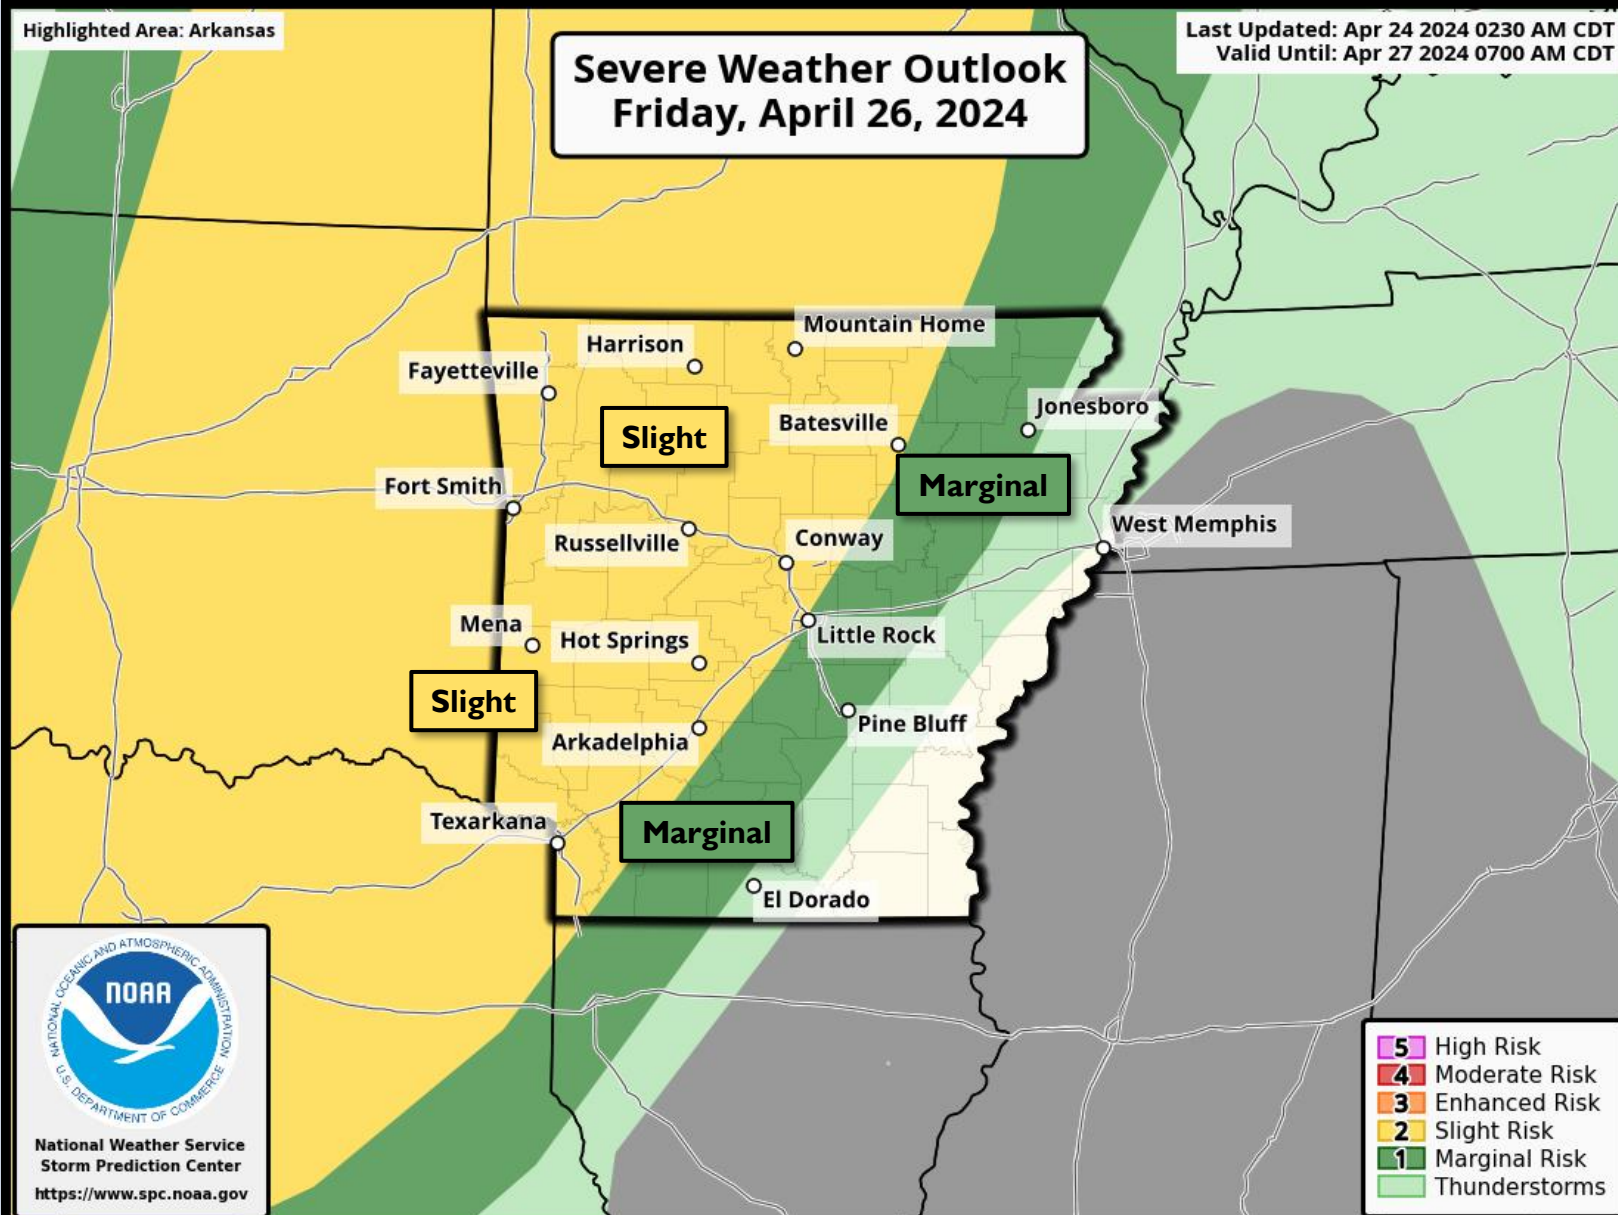 Highlighted Area: Arkansas
Last Updated: Apr 24 2024 0230 AM CDT
Valid Until: Apr 27 2024 0700 AM CDT
Severe Weather Outlook
Friday, April 26, 2024
Mountain Home
Harrison
Fayetteville
Jonesboro
Batesville
Slight
Marginal
Fort Smith
West Memphis
Conway
Russellville
Mena
Hot Springs
Little Rock
Slight
Pine Bluff
Arkadelphia
Texarkana
Marginal
El Dorado
NATIONAL OCEANIC AND ATMOSPHERIC ADMINISTRATION
NOAA
U.S. DEPARTMENT OF COMMERCE
National Weather Service
Storm Prediction Center
https://www.spc.noaa.gov
5 High Risk
4 Moderate Risk
3 Enhanced Risk
2 Slight Risk
1 Marginal Risk
Thunderstorms